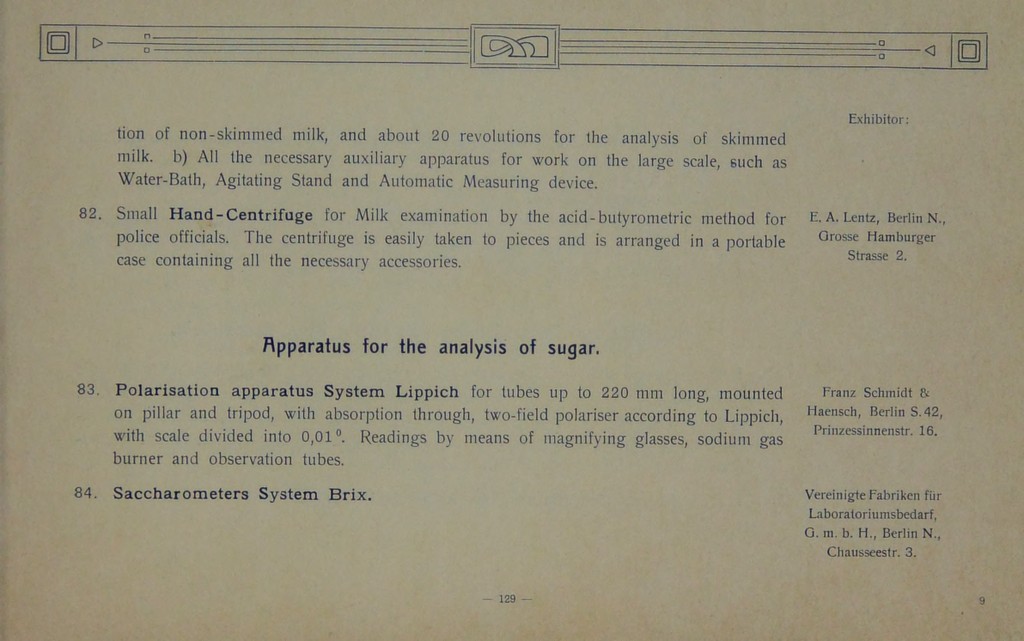 Exhibitor:
tion of non-skimmed milk, and about 20 revolutions for the analysis of skimmed
milk. b) All the necessary auxiliary apparatus for work on the large scale, such as
Water-Bath, Agitating Stand and Automatic Measuring device.
82. Small Hand-Centrifuge for Milk examination by the acid-butyrometric method for
police officials. The centrifuge is easily taken to pieces and is arranged in a portable
case containing all the necessary accessories.
E. A. Lentz, Berlin N.,
Grosse Hamburger
Strasse 2.
Apparatus for the analysis of sugar.
83. Polarisation apparatus System Lippich for tubes up to 220 mm long, mounted
on pillar and tripod, with absorption through, two-field polariser according to Lippich,
with scale divided into 0,01⁰. Readings by means of magnifying glasses, sodium gas
burner and observation tubes.
Franz Schmidt &
Haensch, Berlin S. 42,
Prinzessinnenstr. 16.
84. Saccharometers System Brix.
Vereinigte Fabriken für
Laboratoriumsbedarf,
G. m. b. H., Berlin N.,
Chausseestr. 3.
— 129 —
9